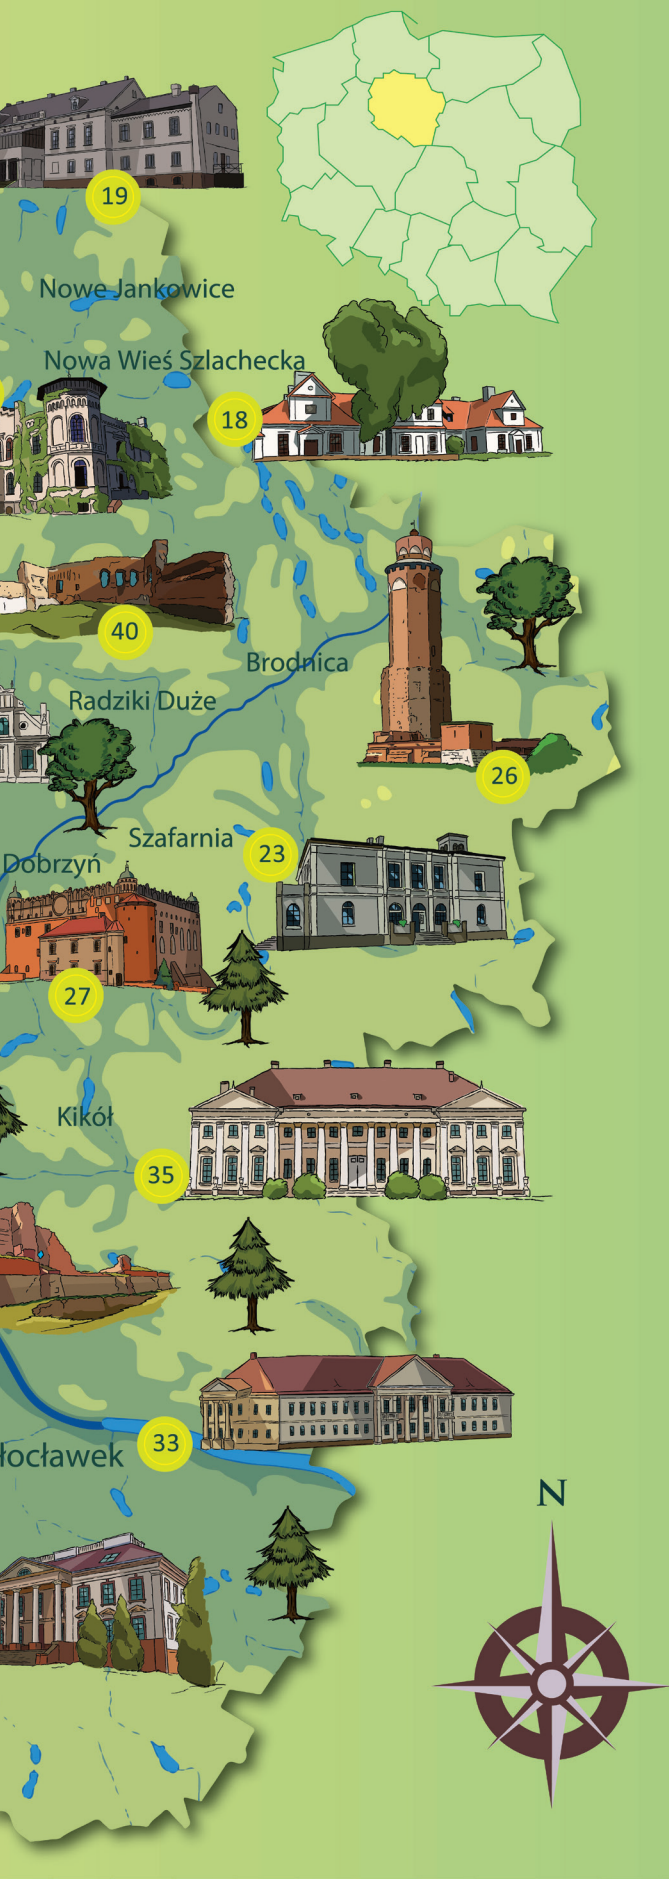 19
Nowe Jankowice
Nowa Wieś Szlachecka
18
40
Brodnica
Radziki Duże
26
Szafarnia
23
Dobrzyń
27
Kikół
35
33
łocławek
N